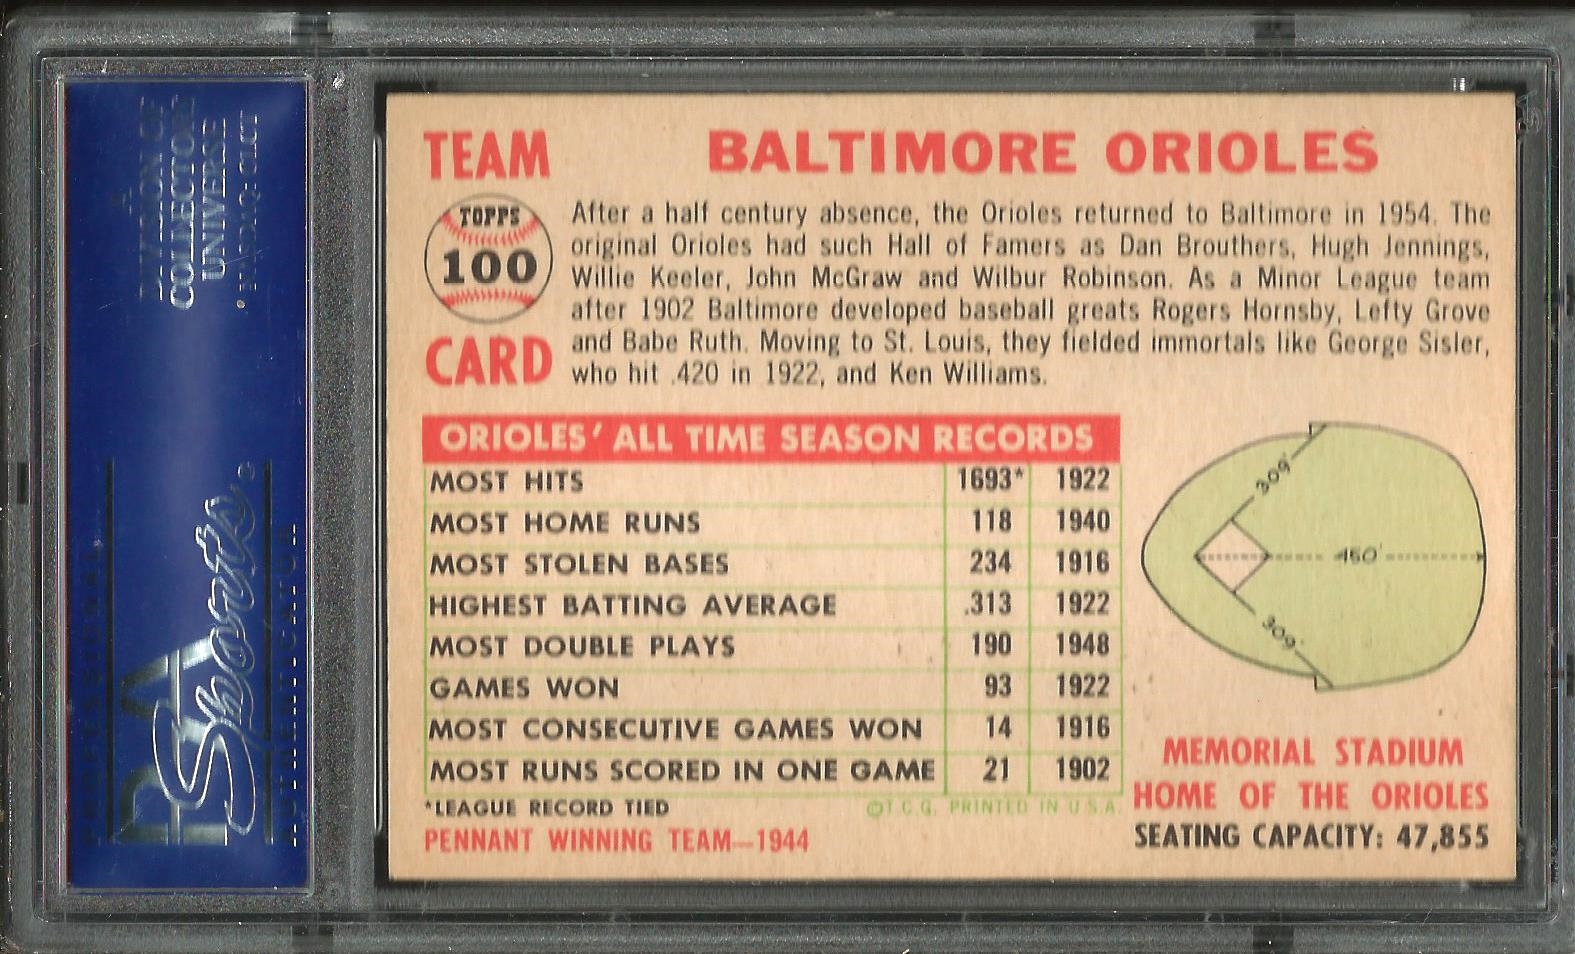 TEAM
BALTIMORE ORIOLES
TOPPS
100
CARD
After a half century absence, the Orioles returned to Baltimore in 1954. The
original Orioles had such Hall of Famers as Dan Brouthers, Hugh Jennings,
Willie Keeler, John McGraw and Wilbur Robinson. As a Minor League team
after 1902 Baltimore developed baseball greats Rogers Hornsby, Lefty Grove
and Babe Ruth. Moving to St. Louis, they fielded immortals like George Sisler,
who hit .420 in 1922, and Ken Williams.
ORIOLES' ALL TIME SEASON RECORDS
MOST HITS 1693* 1922
MOST HOME RUNS 118 1940
MOST STOLEN BASES 234 1916
HIGHEST BATTING AVERAGE .313 1922
MOST DOUBLE PLAYS 190 1948
GAMES WON 93 1922
MOST CONSECUTIVE GAMES WON 14 1916
MOST RUNS SCORED IN ONE GAME 21 1902
*LEAGUE RECORD TIED
©T.C.G. PRINTED IN U.S.A.
PENNANT WINNING TEAM—1944
309'
450'
309'
MEMORIAL STADIUM
HOME OF THE ORIOLES
SEATING CAPACITY: 47,855
A
DIVISION OF
COLLECTORS
UNIVERSE
NASDAQ: CLCT
PROFESSIONAL
PSA
Sports
AUTHENTICATOR